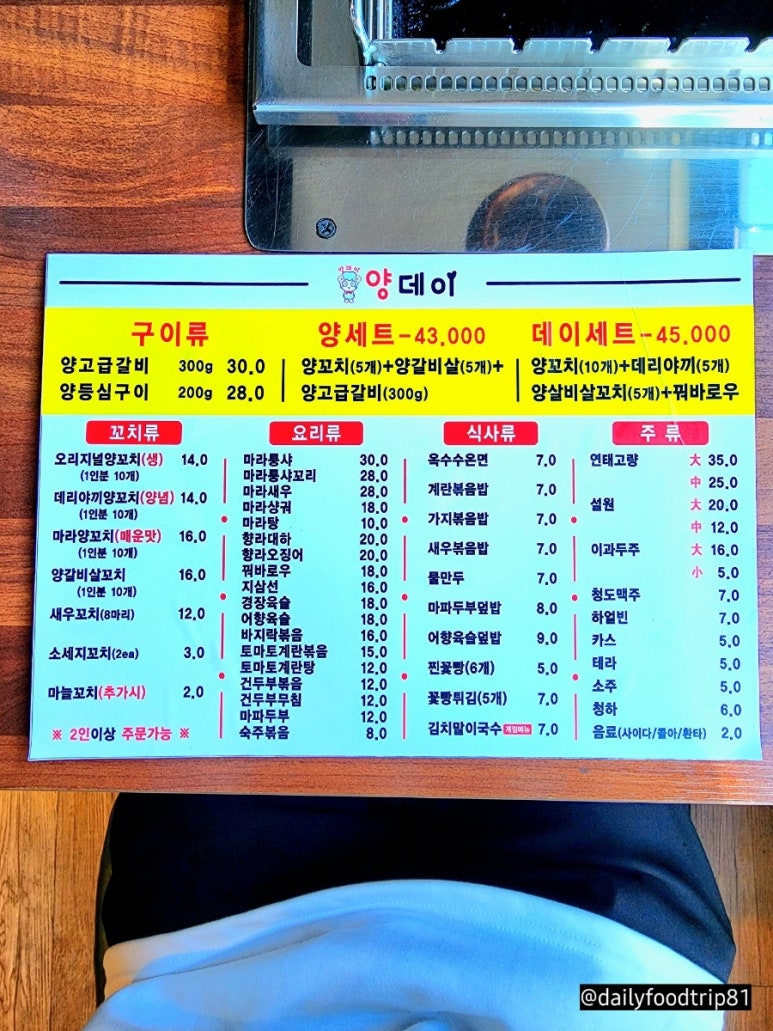 양데이
양데이
구이류
양고급갈비 300g 30.0
양등심구이 200g 28.0
양세트-43.000
양꼬치(5개)+양갈비살(5개)+
양고급갈비(300g)
데이세트-45.000
양꼬치(10개)+데리야끼(5개)
양살비살꼬치(5개)+꿔바로우
꼬치류
오리지널양꼬치(생) 14.0
(1인분 10개)
데리야끼양꼬치(양념) 14.0
(1인분 10개)
마라양꼬치(매운맛) 16.0
(1인분 10개)
양갈비살꼬치 16.0
(1인분 10개)
새우꼬치(8마리) 12.0
소세지꼬치(2ea) 3.0
마늘꼬치(추가시) 2.0
※ 2인이상 주문가능 ※
요리류
마라룽샤 30.0
마라룽샤꼬리 28.0
마라새우 28.0
마라샹궈 18.0
마라탕 10.0
향라대하 20.0
향라오징어 20.0
꿔바로우 18.0
지삼선 16.0
경장육슬 18.0
어향육슬 18.0
바지락볶음 16.0
토마토계란볶음 15.0
토마토계란탕 12.0
건두부볶음 12.0
건두부무침 12.0
마파두부 12.0
숙주볶음 8.0
식사류
옥수수온면 7.0
계란볶음밥 7.0
가지볶음밥 7.0
새우볶음밥 7.0
물만두 7.0
마파두부덮밥 8.0
어향육슬덮밥 9.0
찐꽃빵(6개) 5.0
꽃빵튀김(5개) 7.0
김치말이국수 계절메뉴 7.0
주 류
연태고량 大 35.0
中 25.0
설원 大 20.0
中 12.0
이과두주 大 16.0
小 5.0
청도맥주 7.0
하얼빈 7.0
카스 5.0
테라 5.0
소주 5.0
청하 6.0
음료(사이다/콜아/환타) 2.0
@dailyfoodtrip81